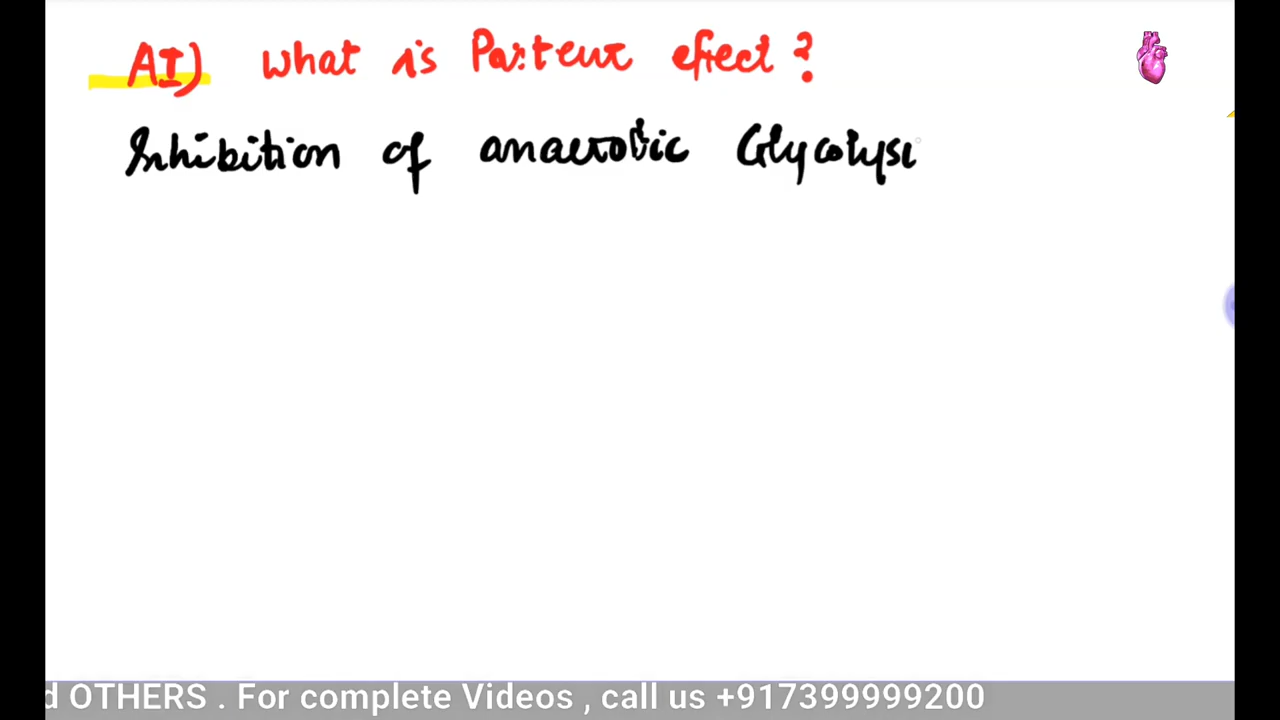 AI) What is Pasteur effect?
Inhibition of anaerobic Glycolysi
d OTHERS . For complete Videos , call us +917399999200